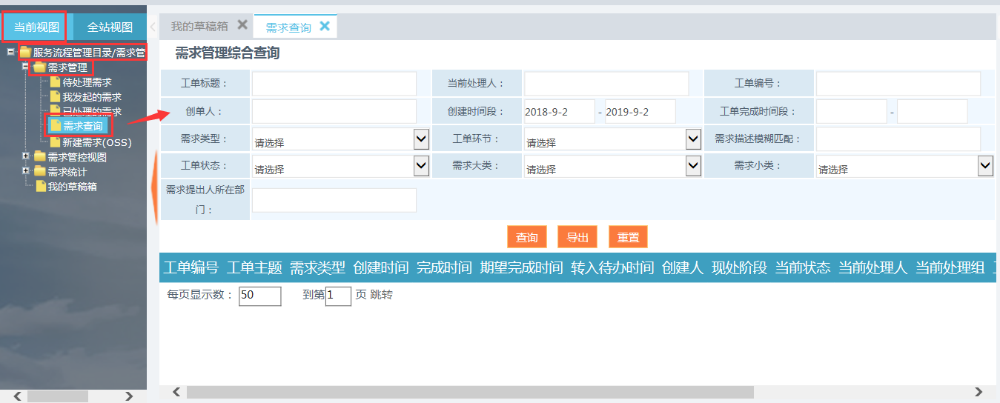 当前视图 全站视图
服务流程管理目录/需求管
需求管理
待处理需求
我发起的需求
已处理的需求
需求查询
新建需求(OSS)
需求管控视图
需求统计
我的草稿箱
我的草稿箱 需求查询
需求管理综合查询
工单标题： 当前处理人： 工单编号：
创单人： 创建时间段： 2018-9-2 - 2019-9-2 工单完成时间段： -
需求类型： 请选择 工单环节： 请选择 需求描述模糊匹配：
工单状态： 请选择 需求大类： 请选择 需求小类： 请选择
需求提出人所在部
门：
查询 导出 重置
工单编号 工单主题 需求类型 创建时间 完成时间 期望完成时间 转入待办时间 创建人 现处阶段 当前状态 当前处理人 当前处理组
每页显示数： 50 到第 1 页 跳转